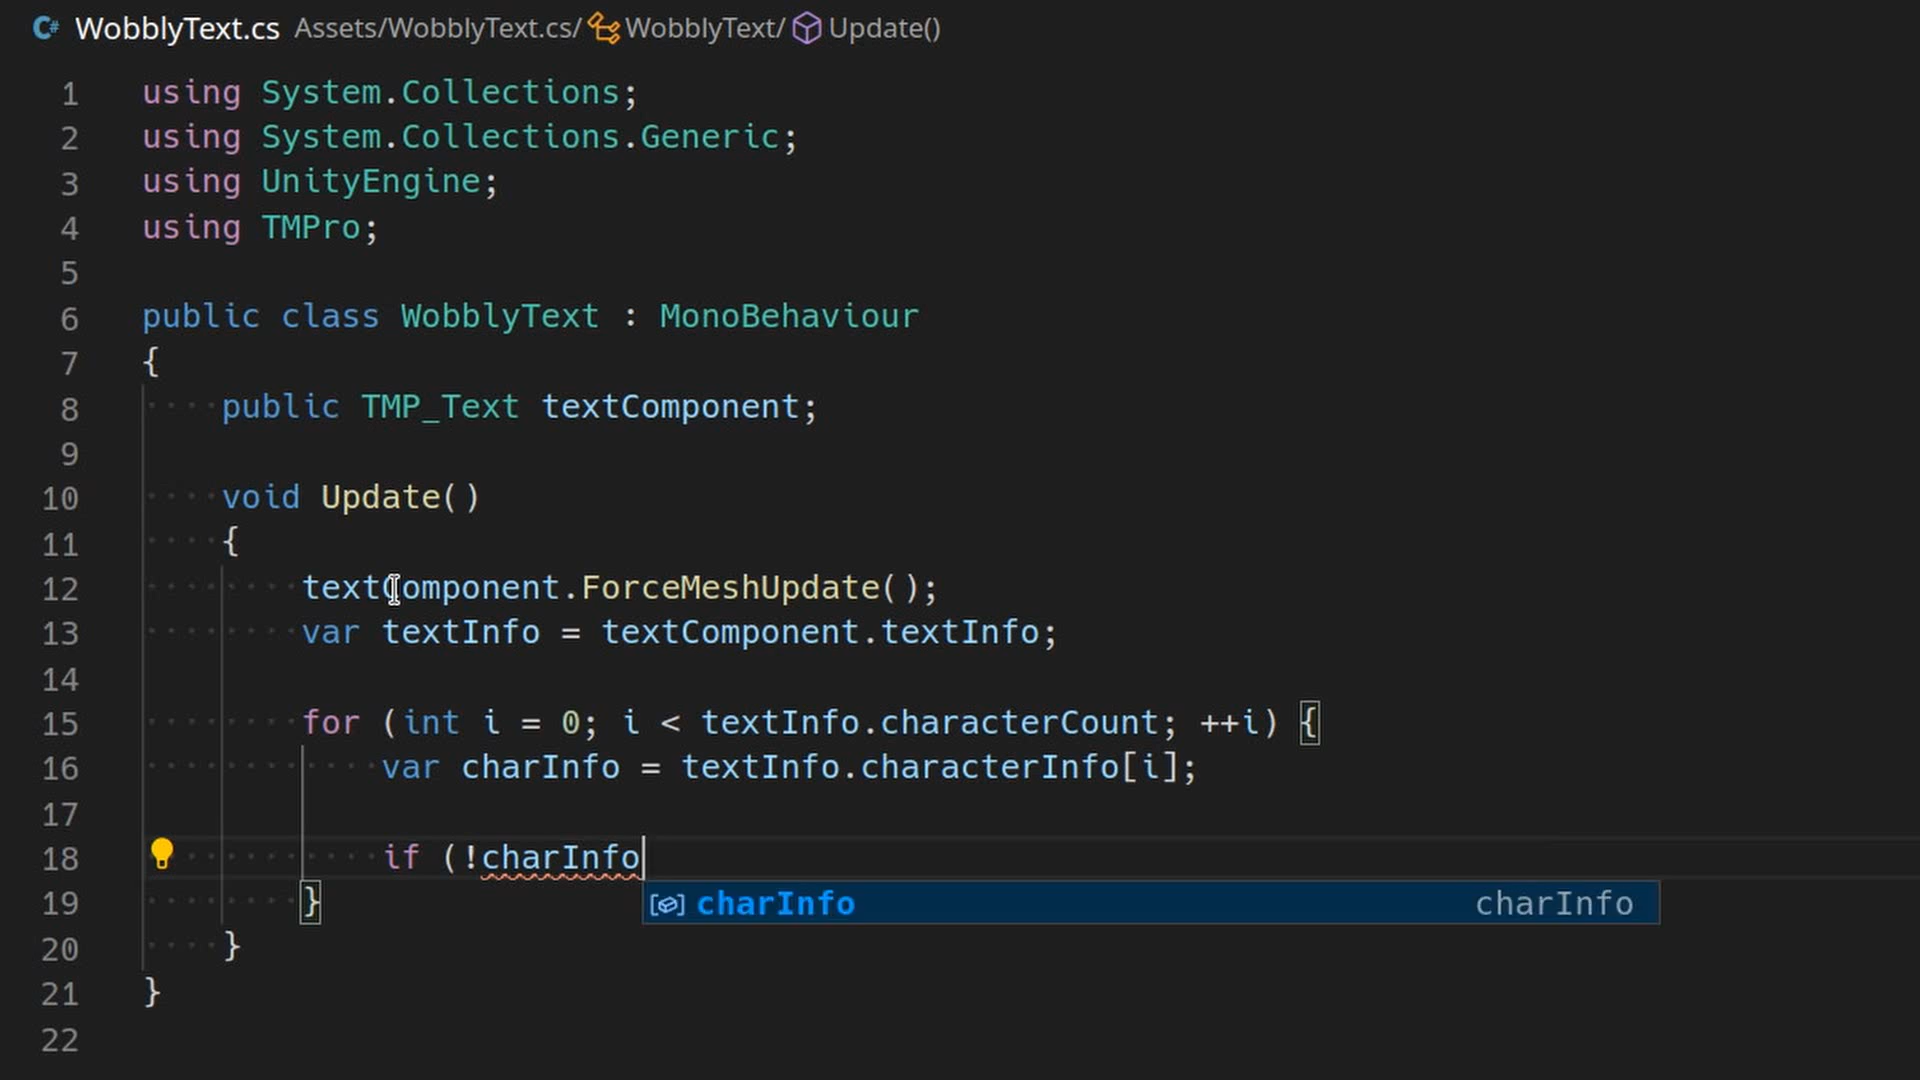 WobblyText.cs Assets/WobblyText.cs/ WobblyText/ Update()
1 using System.Collections;
2 using System.Collections.Generic;
3 using UnityEngine;
4 using TMPro;
5
6 public class WobblyText : MonoBehaviour
7 {
8 public TMP_Text textComponent;
9
10 void Update()
11 {
12 textComponent.ForceMeshUpdate();
13 var textInfo = textComponent.textInfo;
14
15 for (int i = 0; i < textInfo.characterCount; ++i) {
16 var charInfo = textInfo.characterInfo[i];
17
18 if (!charInfo
19 }
charInfo charInfo
20 }
21 }
22